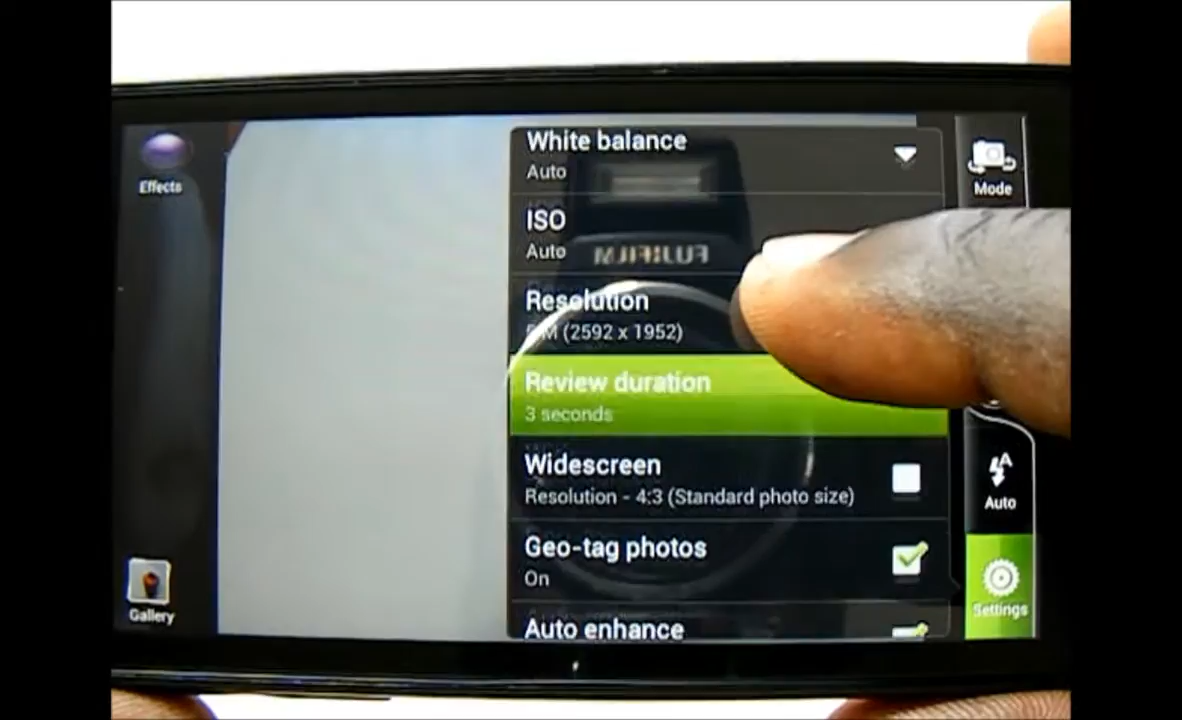 Effects
White balance
Auto
Mode
ISO
Auto
FUJIFILM
Resolution
M (2592 x 1952)
Review duration
3 seconds
Widescreen
Resolution - 4:3 (Standard photo size)
Auto
Geo-tag photos
On
Gallery
Settings
Auto enhance